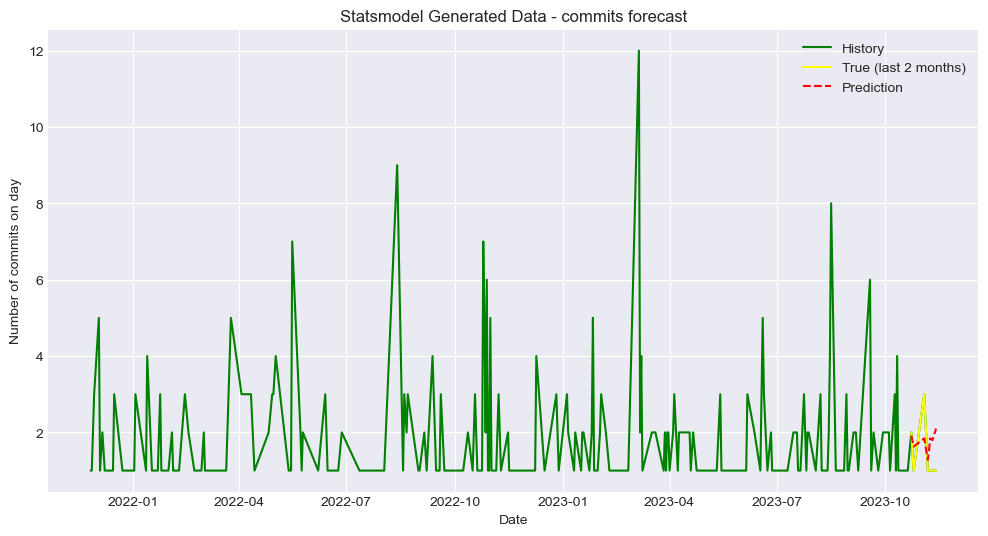 Statsmodel Generated Data - commits forecast
History
True (last 2 months)
Prediction
Number of commits on day
12
10
8
6
4
2
2022-01
2022-04
2022-07
2022-10
2023-01
2023-04
2023-07
2023-10
Date